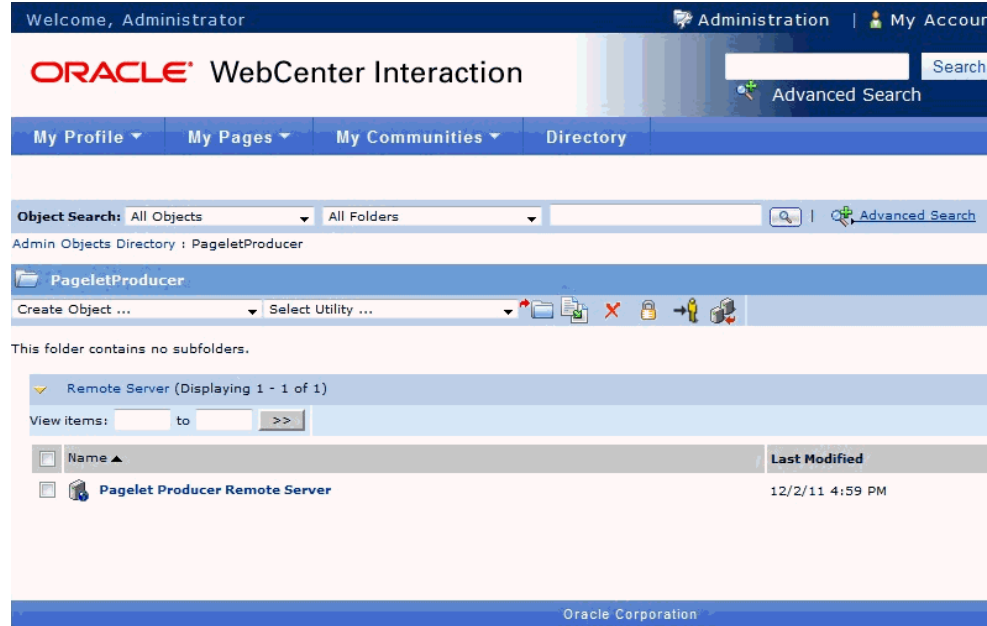 Welcome, Administrator
Administration | My Accour
ORACLE WebCenter Interaction
Search
Advanced Search
My Profile My Pages My Communities Directory
Object Search: All Objects All Folders | Advanced Search
Admin Objects Directory : PageletProducer
PageletProducer
Create Object ... Select Utility ...
This folder contains no subfolders.
Remote Server (Displaying 1 - 1 of 1)
View items: to >>
Name Last Modified
Pagelet Producer Remote Server 12/2/11 4:59 PM
Oracle Corporation